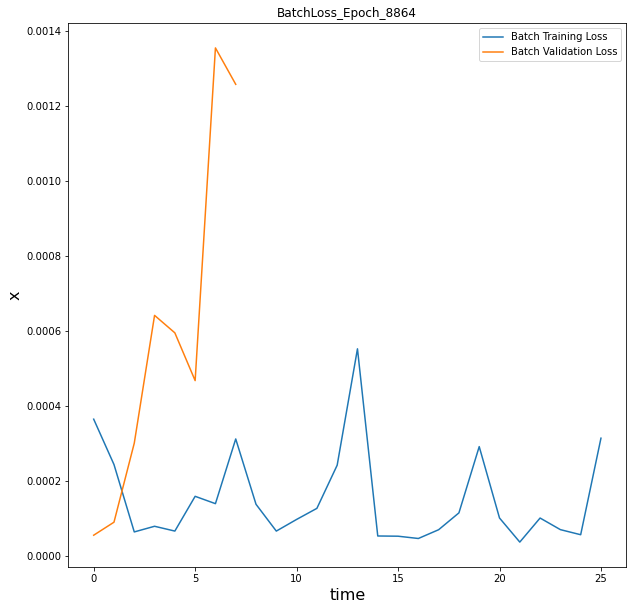 BatchLoss_Epoch_8864
Batch Training Loss
Batch Validation Loss
0.0014
0.0012
0.0010
0.0008
0.0006
0.0004
0.0002
0.0000
x
0 5 10 15 20 25
time